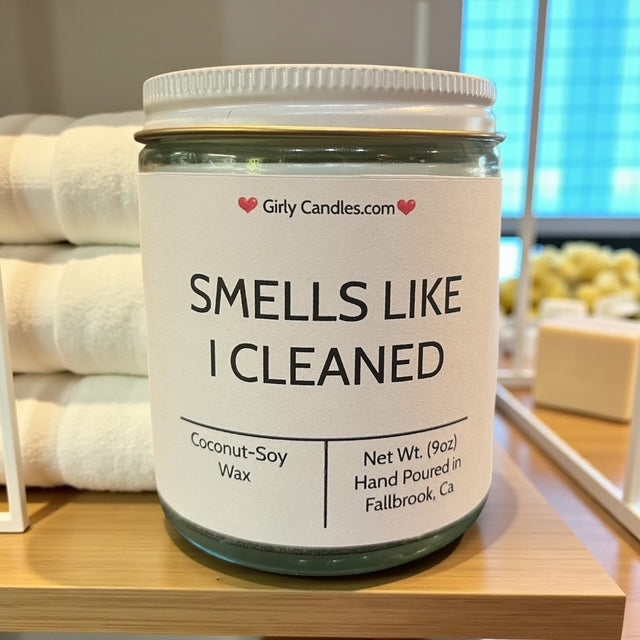 Girly Candles.com
SMELLS LIKE
I CLEANED
Coconut-Soy
Wax
Net Wt. (9oz)
Hand Poured in
Fallbrook, Ca